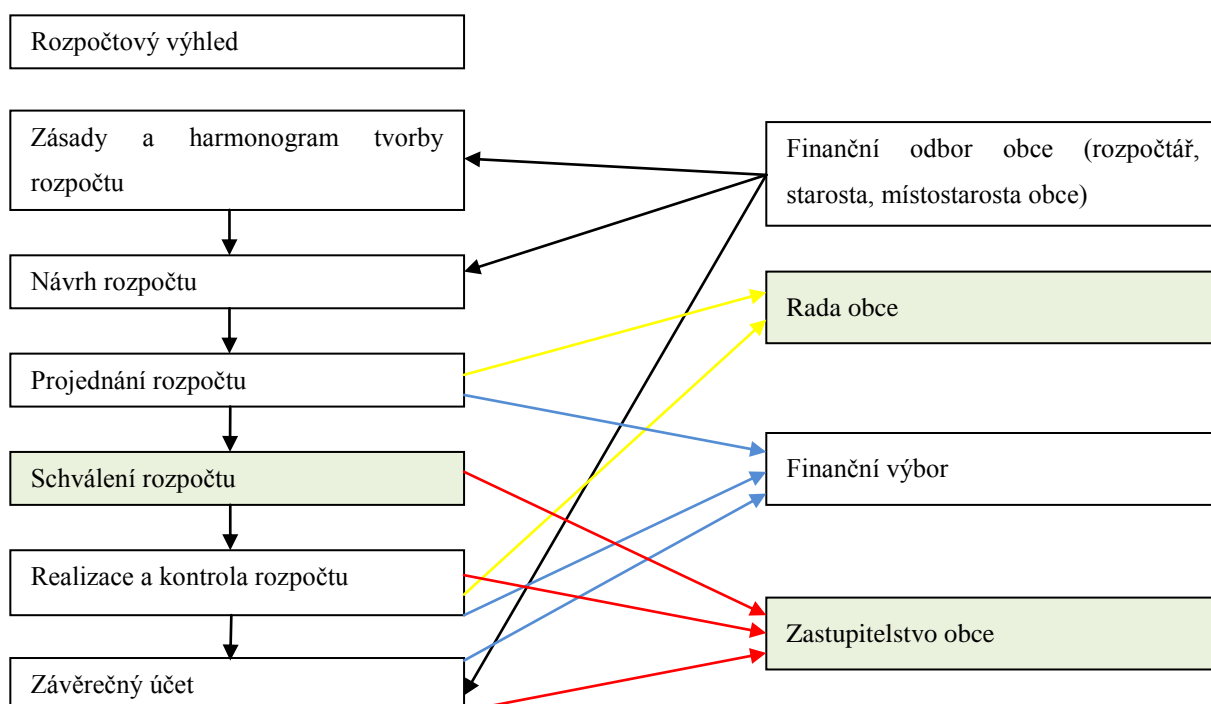 Rozpočtový výhled
Zásady a harmonogram tvorby
rozpočtu
Finanční odbor obce (rozpočtář,
starosta, místostarosta obce)
Návrh rozpočtu
Rada obce
Projednání rozpočtu
Finanční výbor
Schválení rozpočtu
Realizace a kontrola rozpočtu
Zastupitelstvo obce
Závěrečný účet